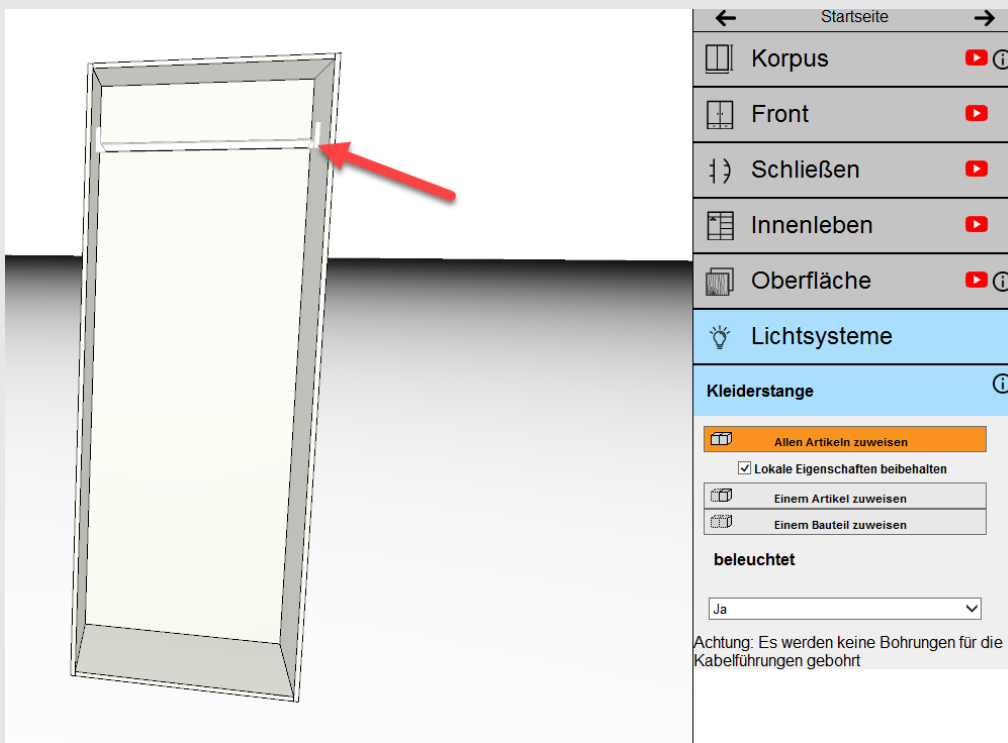 Startseite
Korpus
Front
Schließen
Innenleben
Oberfläche
Lichtsysteme
Kleiderstange
Allen Artikeln zuweisen
Lokale Eigenschaften beibehalten
Einem Artikel zuweisen
Einem Bauteil zuweisen
beleuchtet
Ja
Achtung: Es werden keine Bohrungen für die
Kabelführungen gebohrt